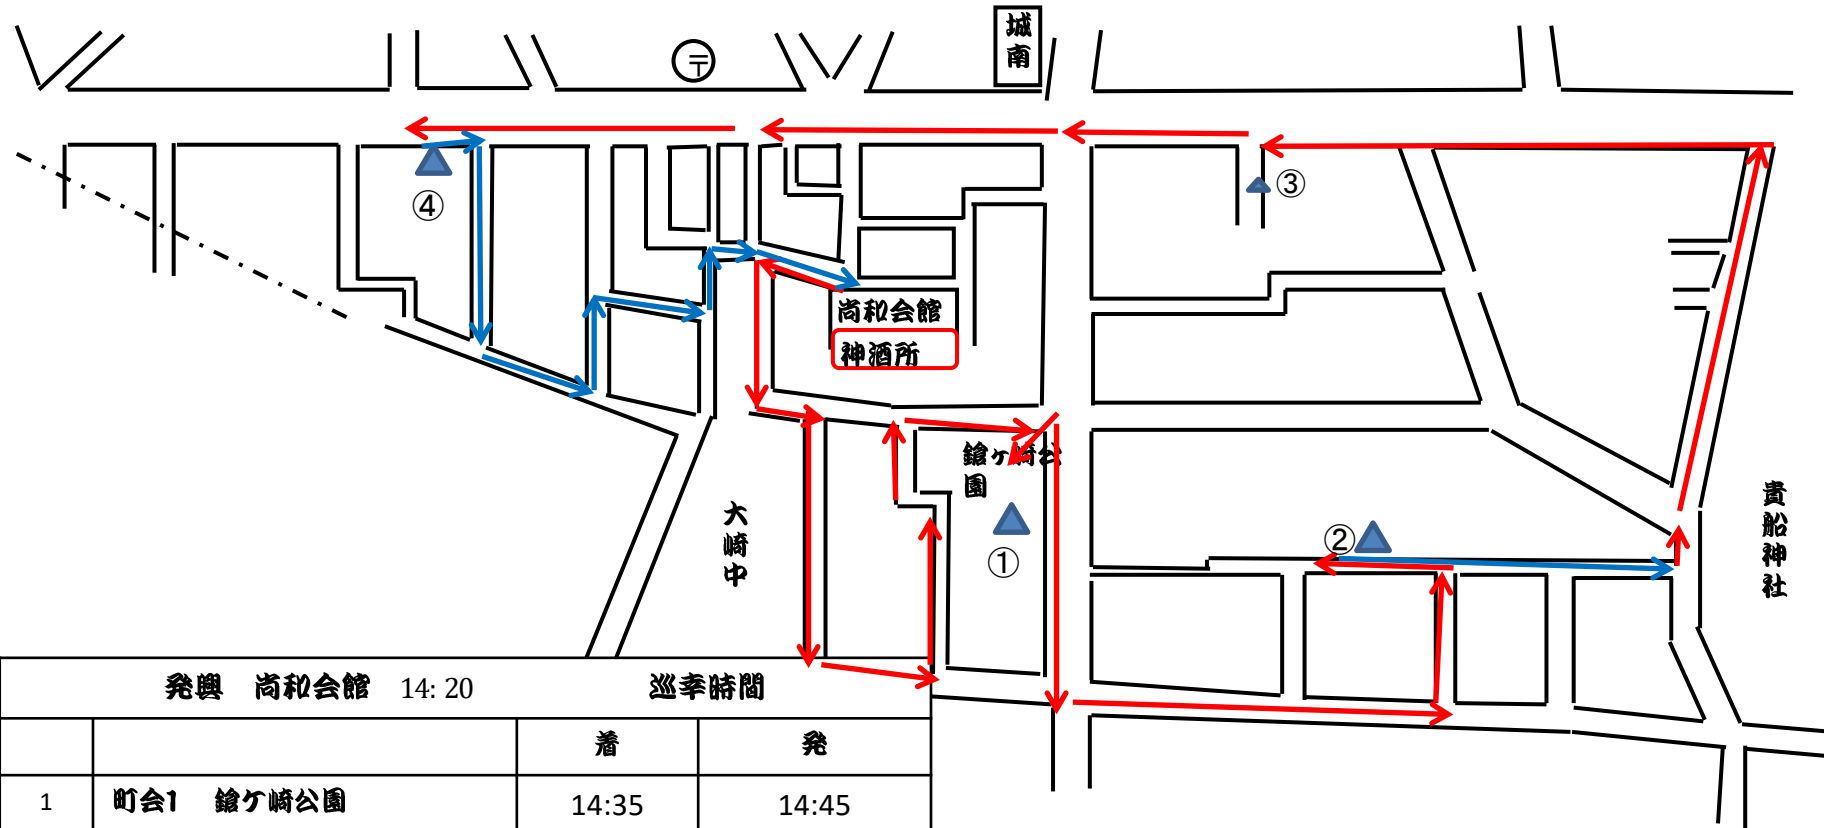 城
南
〒
④
③
尚和会館
神酒所
鎗ヶ崎公
園
大
崎
中
①
②
貴
船
神
社
発輿 尚和会館 14:20 巡幸時間
着 発
1 町会1 鎗ケ崎公園 14:35 14:45